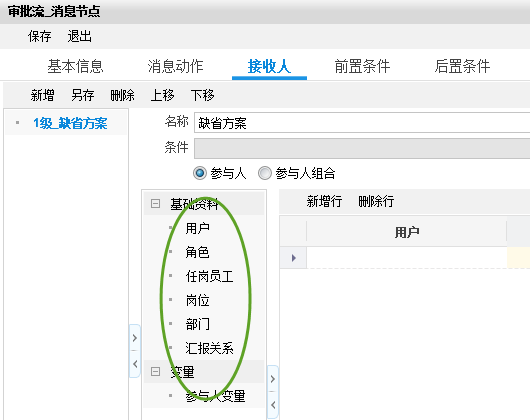 审批流_消息节点
保存 退出
基本信息 消息动作 接收人 前置条件 后置条件
新增 另存 删除 上移 下移
1级_缺省方案
名称 缺省方案
条件
参与人 参与人组合
基础资料
用户
角色
任岗员工
岗位
部门
汇报关系
变量
参与人变量
新增行 删除行
用户